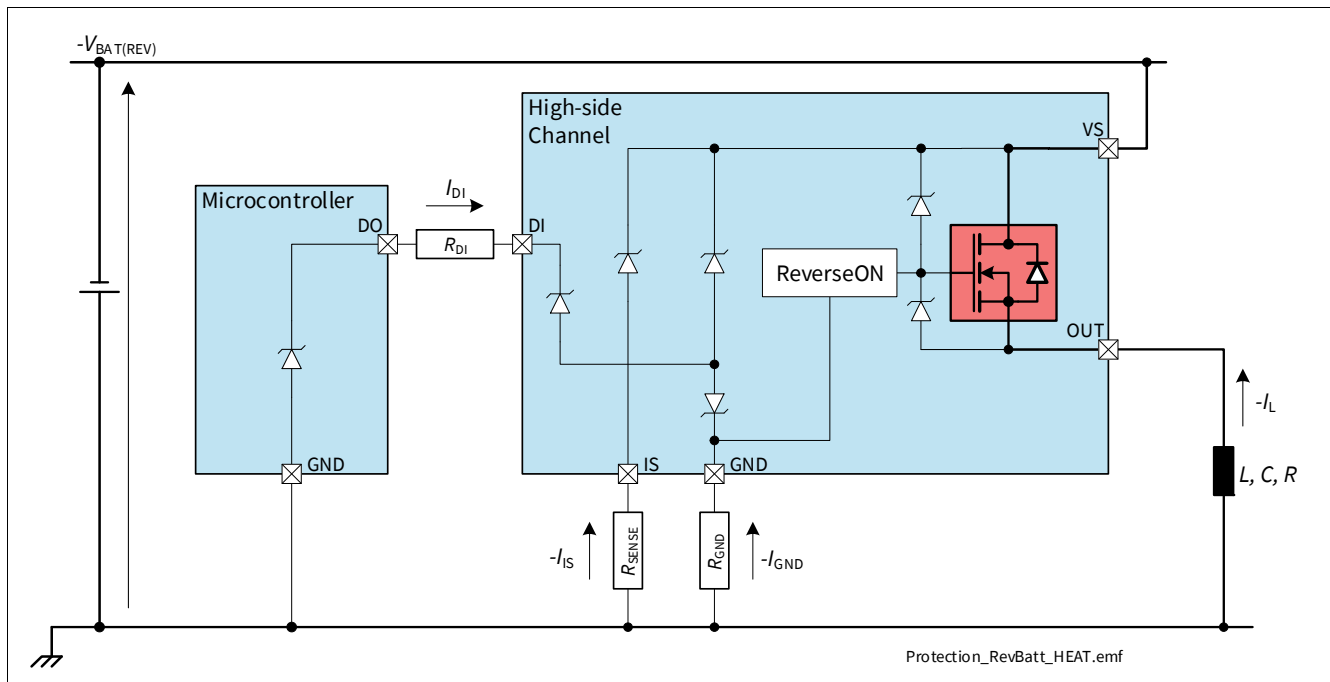 -VBAT(REV)
High-side
Channel
VS
Microcontroller
IDI
DO
DI
RDI
ReverseON
OUT
-IL
GND
IS
GND
L, C, R
-IIS
RSENSE
RGND
-IGND
Protection_RevBatt_HEAT.emf